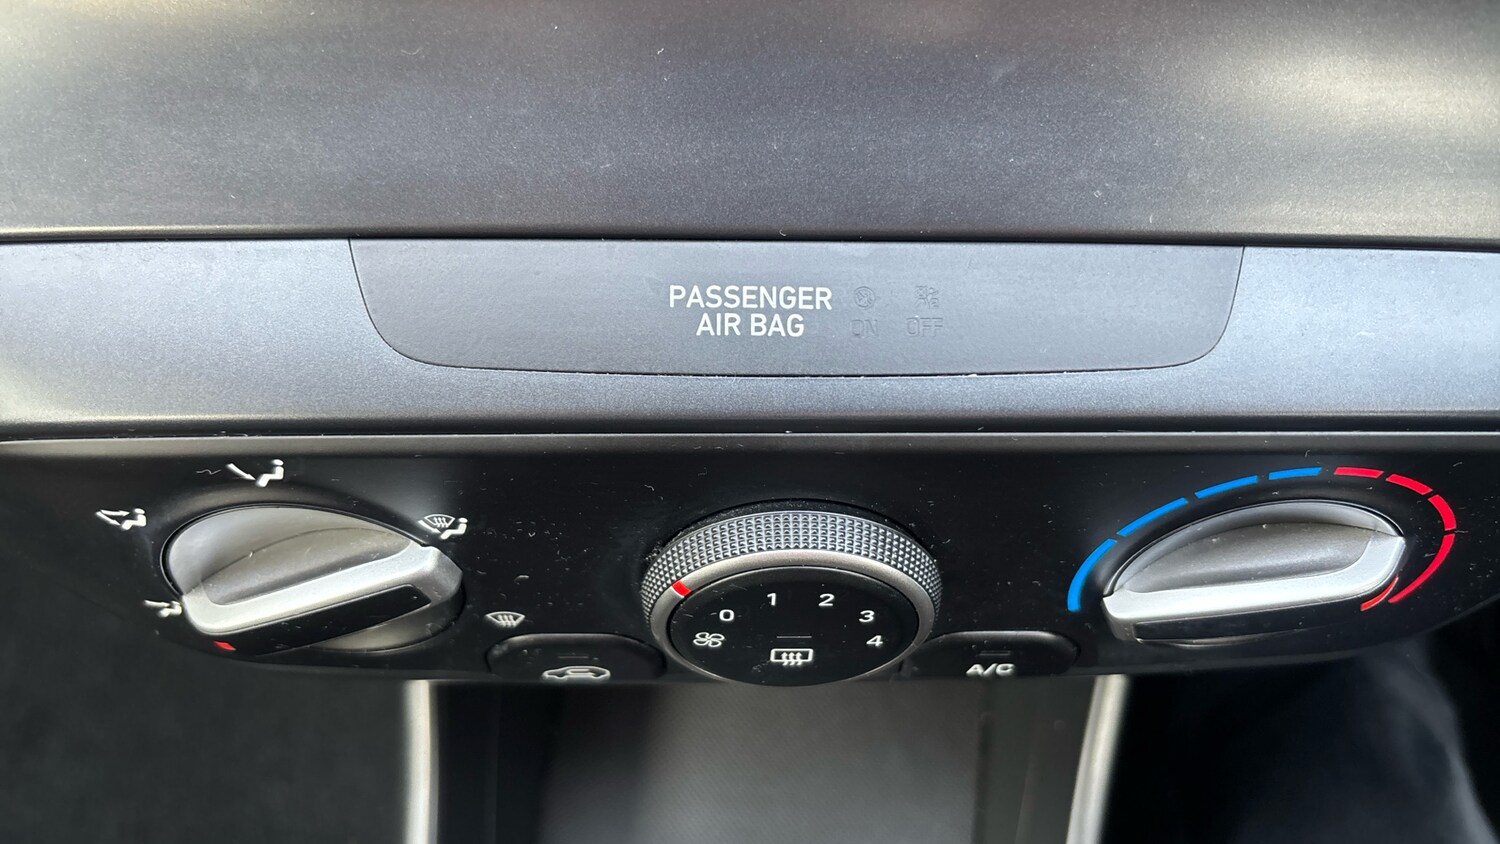 PASSENGER
AIR BAG
ON OFF
0 1 2 3 4
A/C